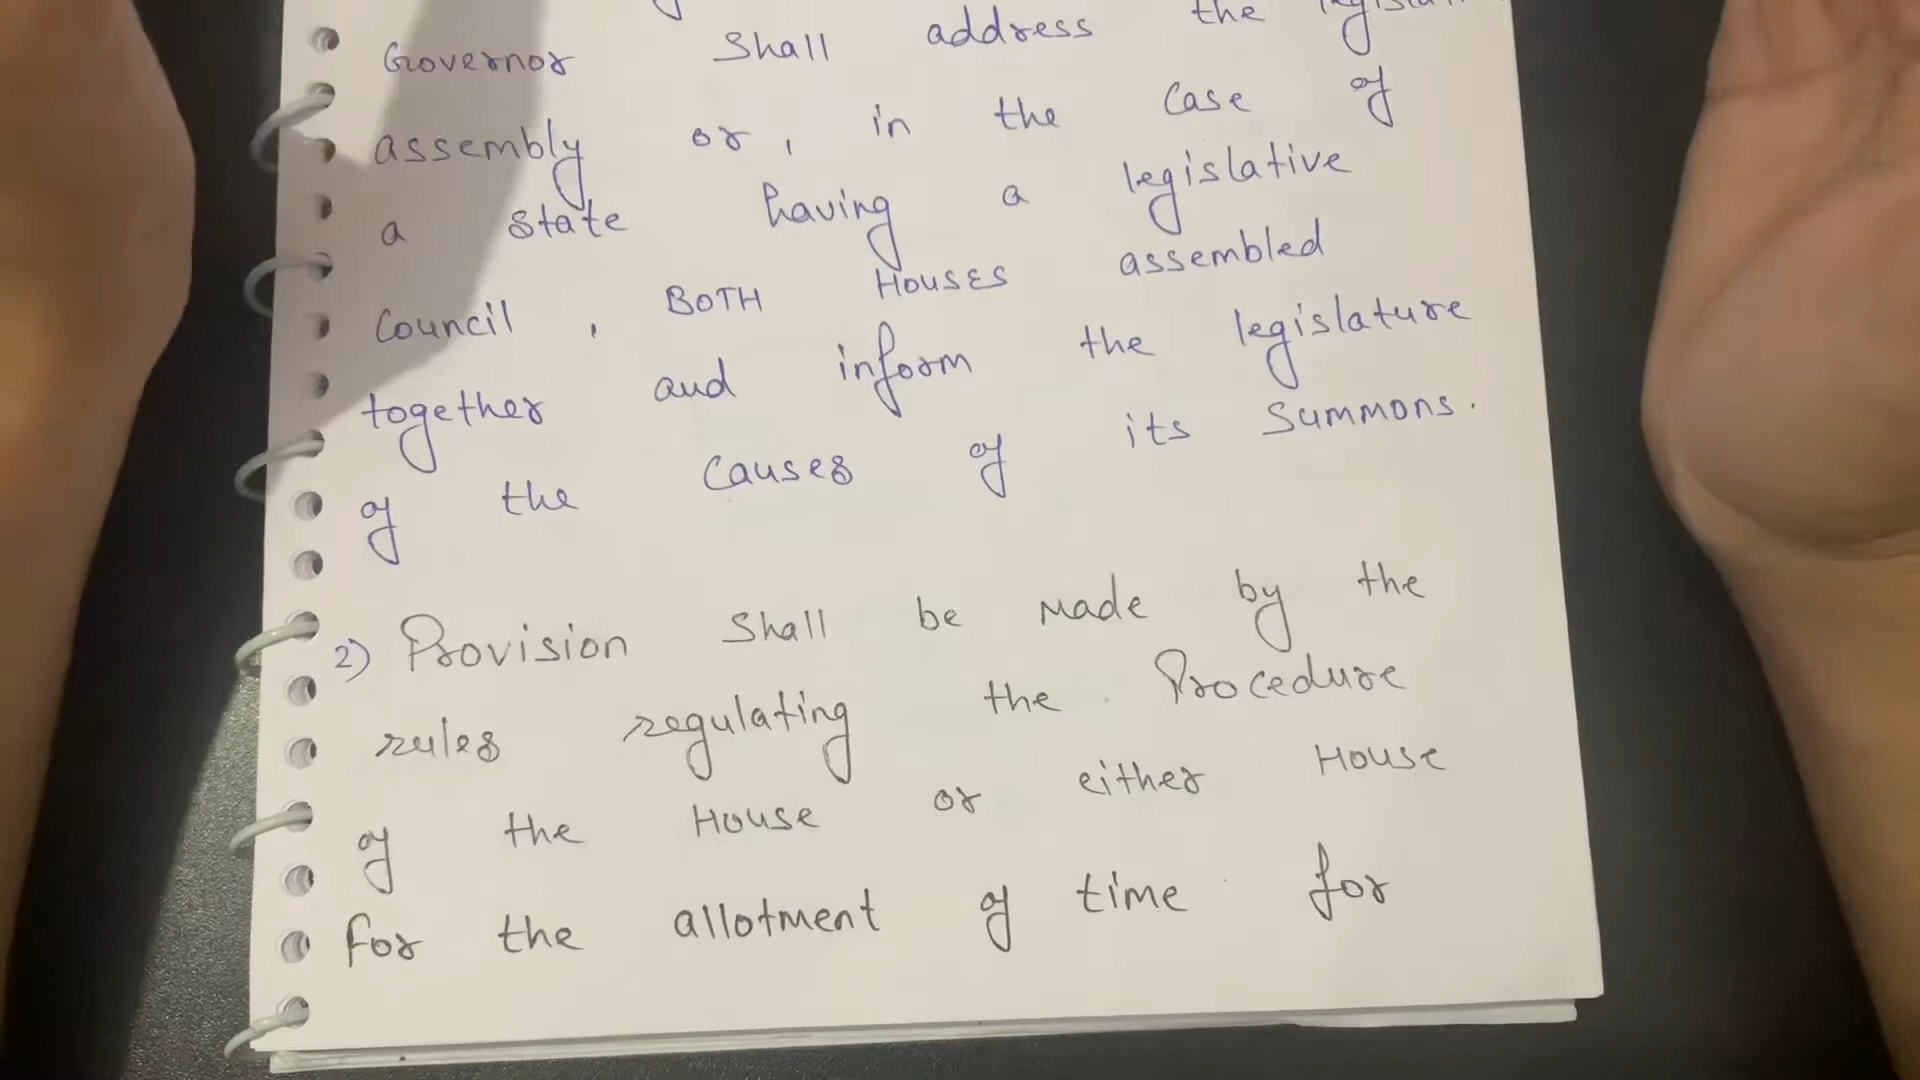 Governor shall address the
assembly or, in the case of
a state having a legislative
Council, BOTH HOUSES assembled
together and inform the legislature
of the causes of its Summons.
2) Provision shall be Made by the
rules regulating the Procedure
of the House or either House
for the allotment of time for